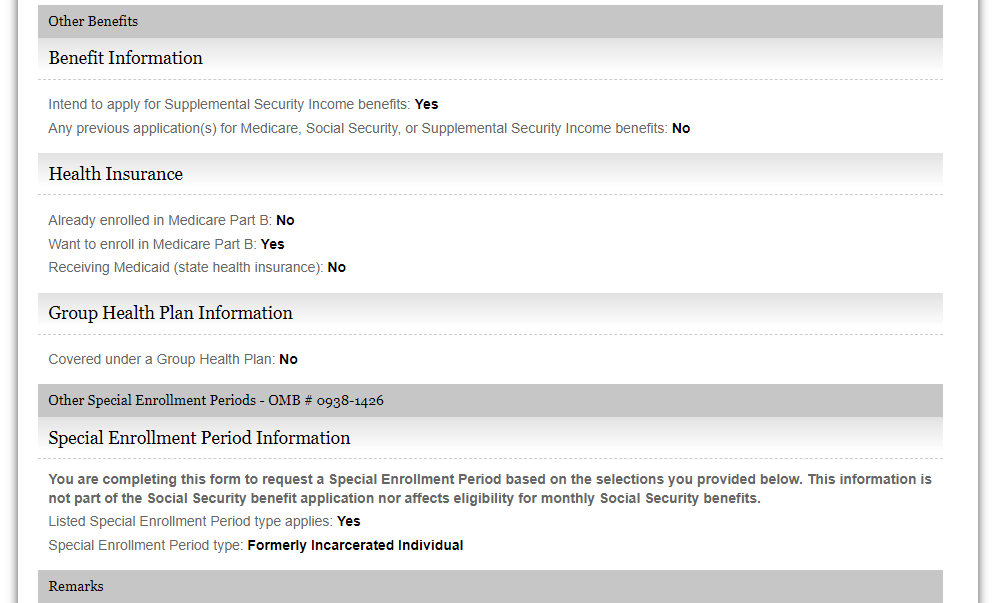 Other Benefits
Benefit Information
Intend to apply for Supplemental Security Income benefits: Yes
Any previous application(s) for Medicare, Social Security, or Supplemental Security Income benefits: No
Health Insurance
Already enrolled in Medicare Part B: No
Want to enroll in Medicare Part B: Yes
Receiving Medicaid (state health insurance): No
Group Health Plan Information
Covered under a Group Health Plan: No
Other Special Enrollment Periods - OMB # 0938-1426
Special Enrollment Period Information
You are completing this form to request a Special Enrollment Period based on the selections you provided below. This information is
not part of the Social Security benefit application nor affects eligibility for monthly Social Security benefits.
Listed Special Enrollment Period type applies: Yes
Special Enrollment Period type: Formerly Incarcerated Individual
Remarks